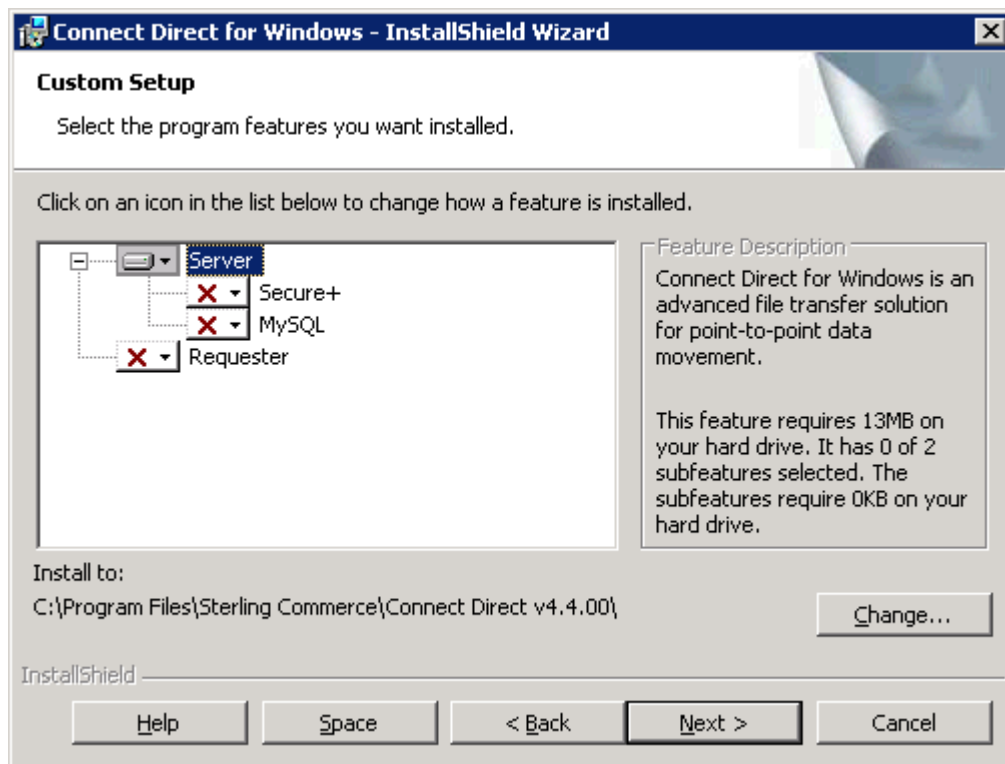 Connect Direct for Windows - InstallShield Wizard
Custom Setup
Select the program features you want installed.
Click on an icon in the list below to change how a feature is installed.
Server
Secure+
MySQL
Requester
Feature Description
Connect Direct for Windows is an
advanced file transfer solution
for point-to-point data
movement.
This feature requires 13MB on
your hard drive. It has 0 of 2
subfeatures selected. The
subfeatures require 0KB on your
hard drive.
Install to:
C:\Program Files\Sterling Commerce\Connect Direct v4.4.00\
Change...
InstallShield
Help
Space
< Back
Next >
Cancel